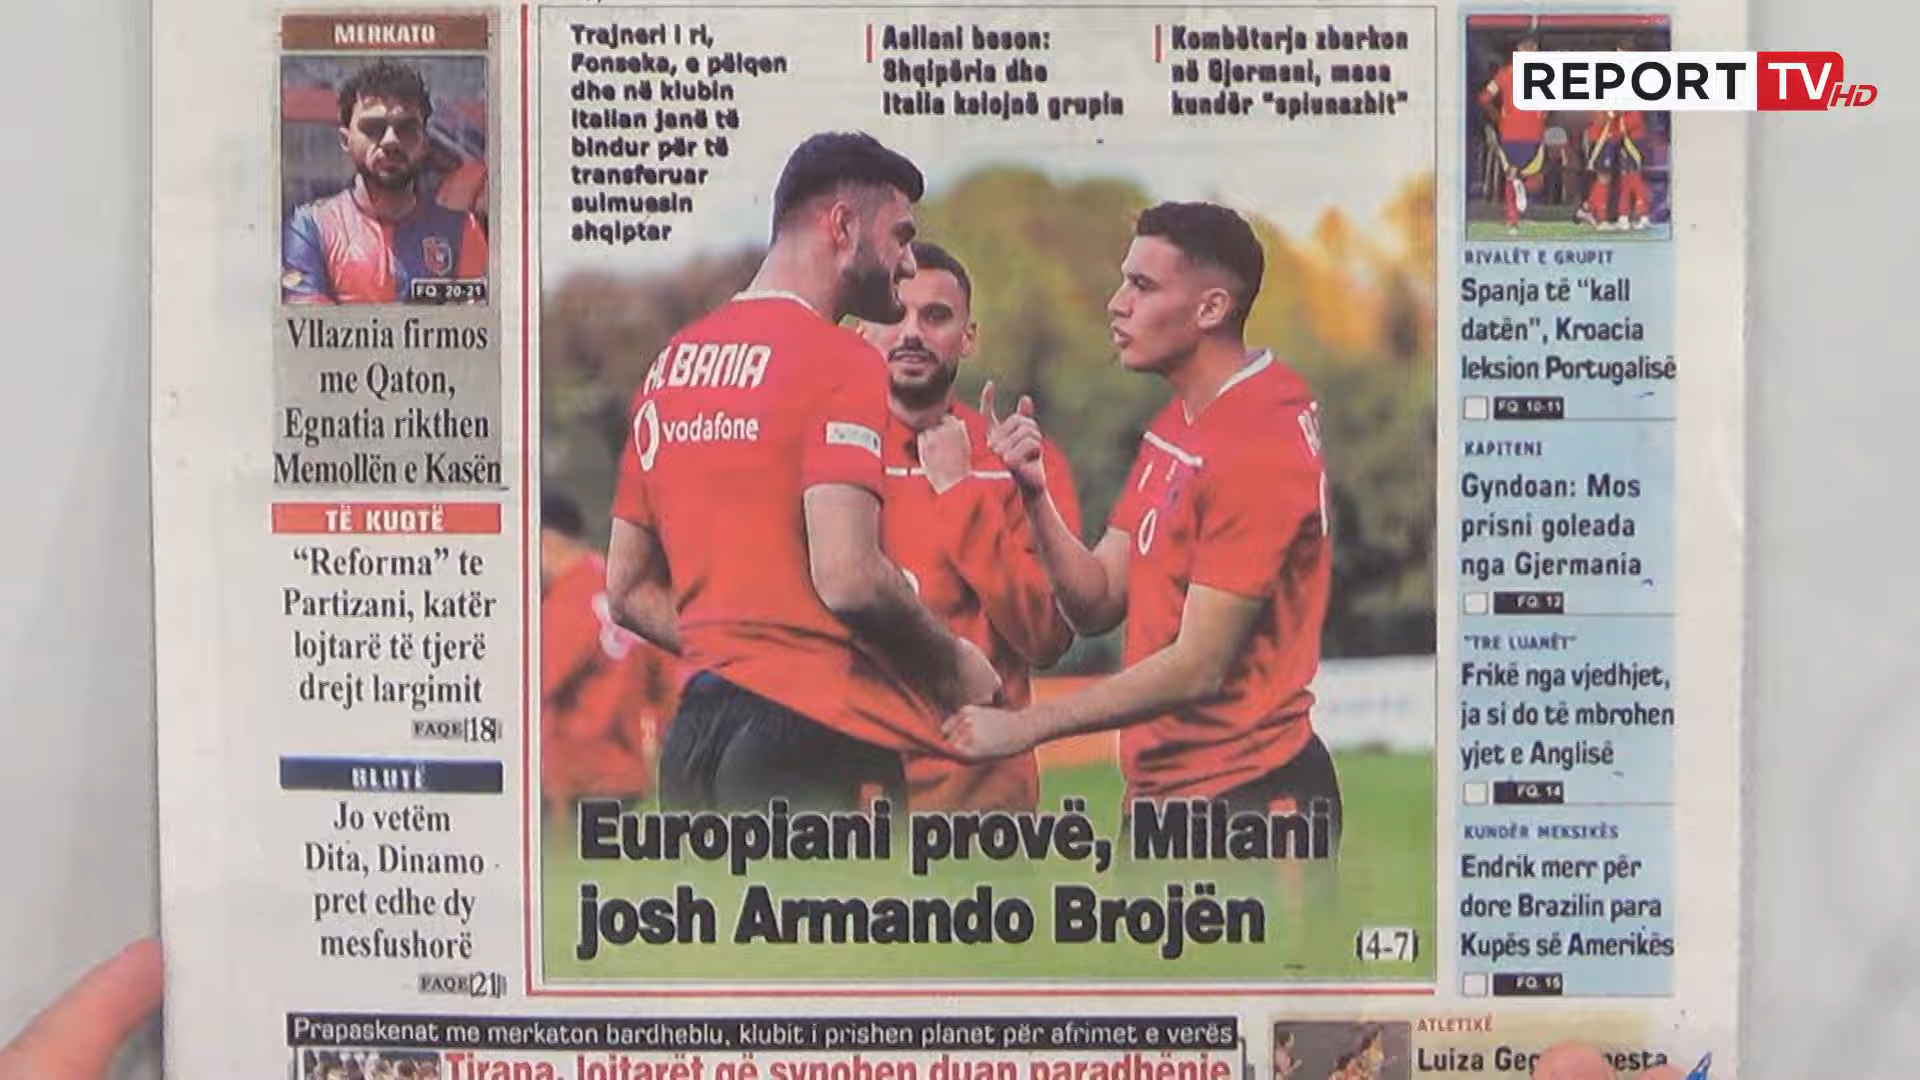 REPORT TV HD
MERKATO
FQ. 20-21
Vllaznia firmos
me Qaton,
Egnatia rikthen
Memollën e Kasën
TË KUQTË
“Reforma” te
Partizani, katër
lojtarë të tjerë
drejt largimit
FAQE 18
BLUTË
Jo vetëm
Dita, Dinamo
pret edhe dy
mesfushorë
FAQE 21
Trajneri i ri,
Fonseka, e pëlqen
dhe në klubin
italian janë të
bindur për të
transferuar
sulmuesin
shqiptar
Asllani beson:
Shqipëria dhe
Italia kalojnë grupin
Kombëtarja zbarkon
në Gjermani, masa
kundër "spiunazhit"
ALBANIA
vodafone
Europiani provë, Milani
josh Armando Brojën
(4-7)
RIVALËT E GRUPIT
Spanja të “kall
datën”, Kroacia
leksion Portugalisë
FQ. 10-11
KAPITENI
Gyndoan: Mos
prisni goleada
nga Gjermania
FQ. 12
"TRE LUANËT"
Frikë nga vjedhjet,
ja si do të mbrohen
yjet e Anglisë
FQ. 14
KUNDËR MEKSIKËS
Endrik merr për
dore Brazilin para
Kupës së Amerikës
FQ. 15
Prapaskenat me merkaton bardheblu, klubit i prishen planet për afrimet e verës
Tirana, lojtarët që synohen duan paradhënie
ATLETIKË
Luiza